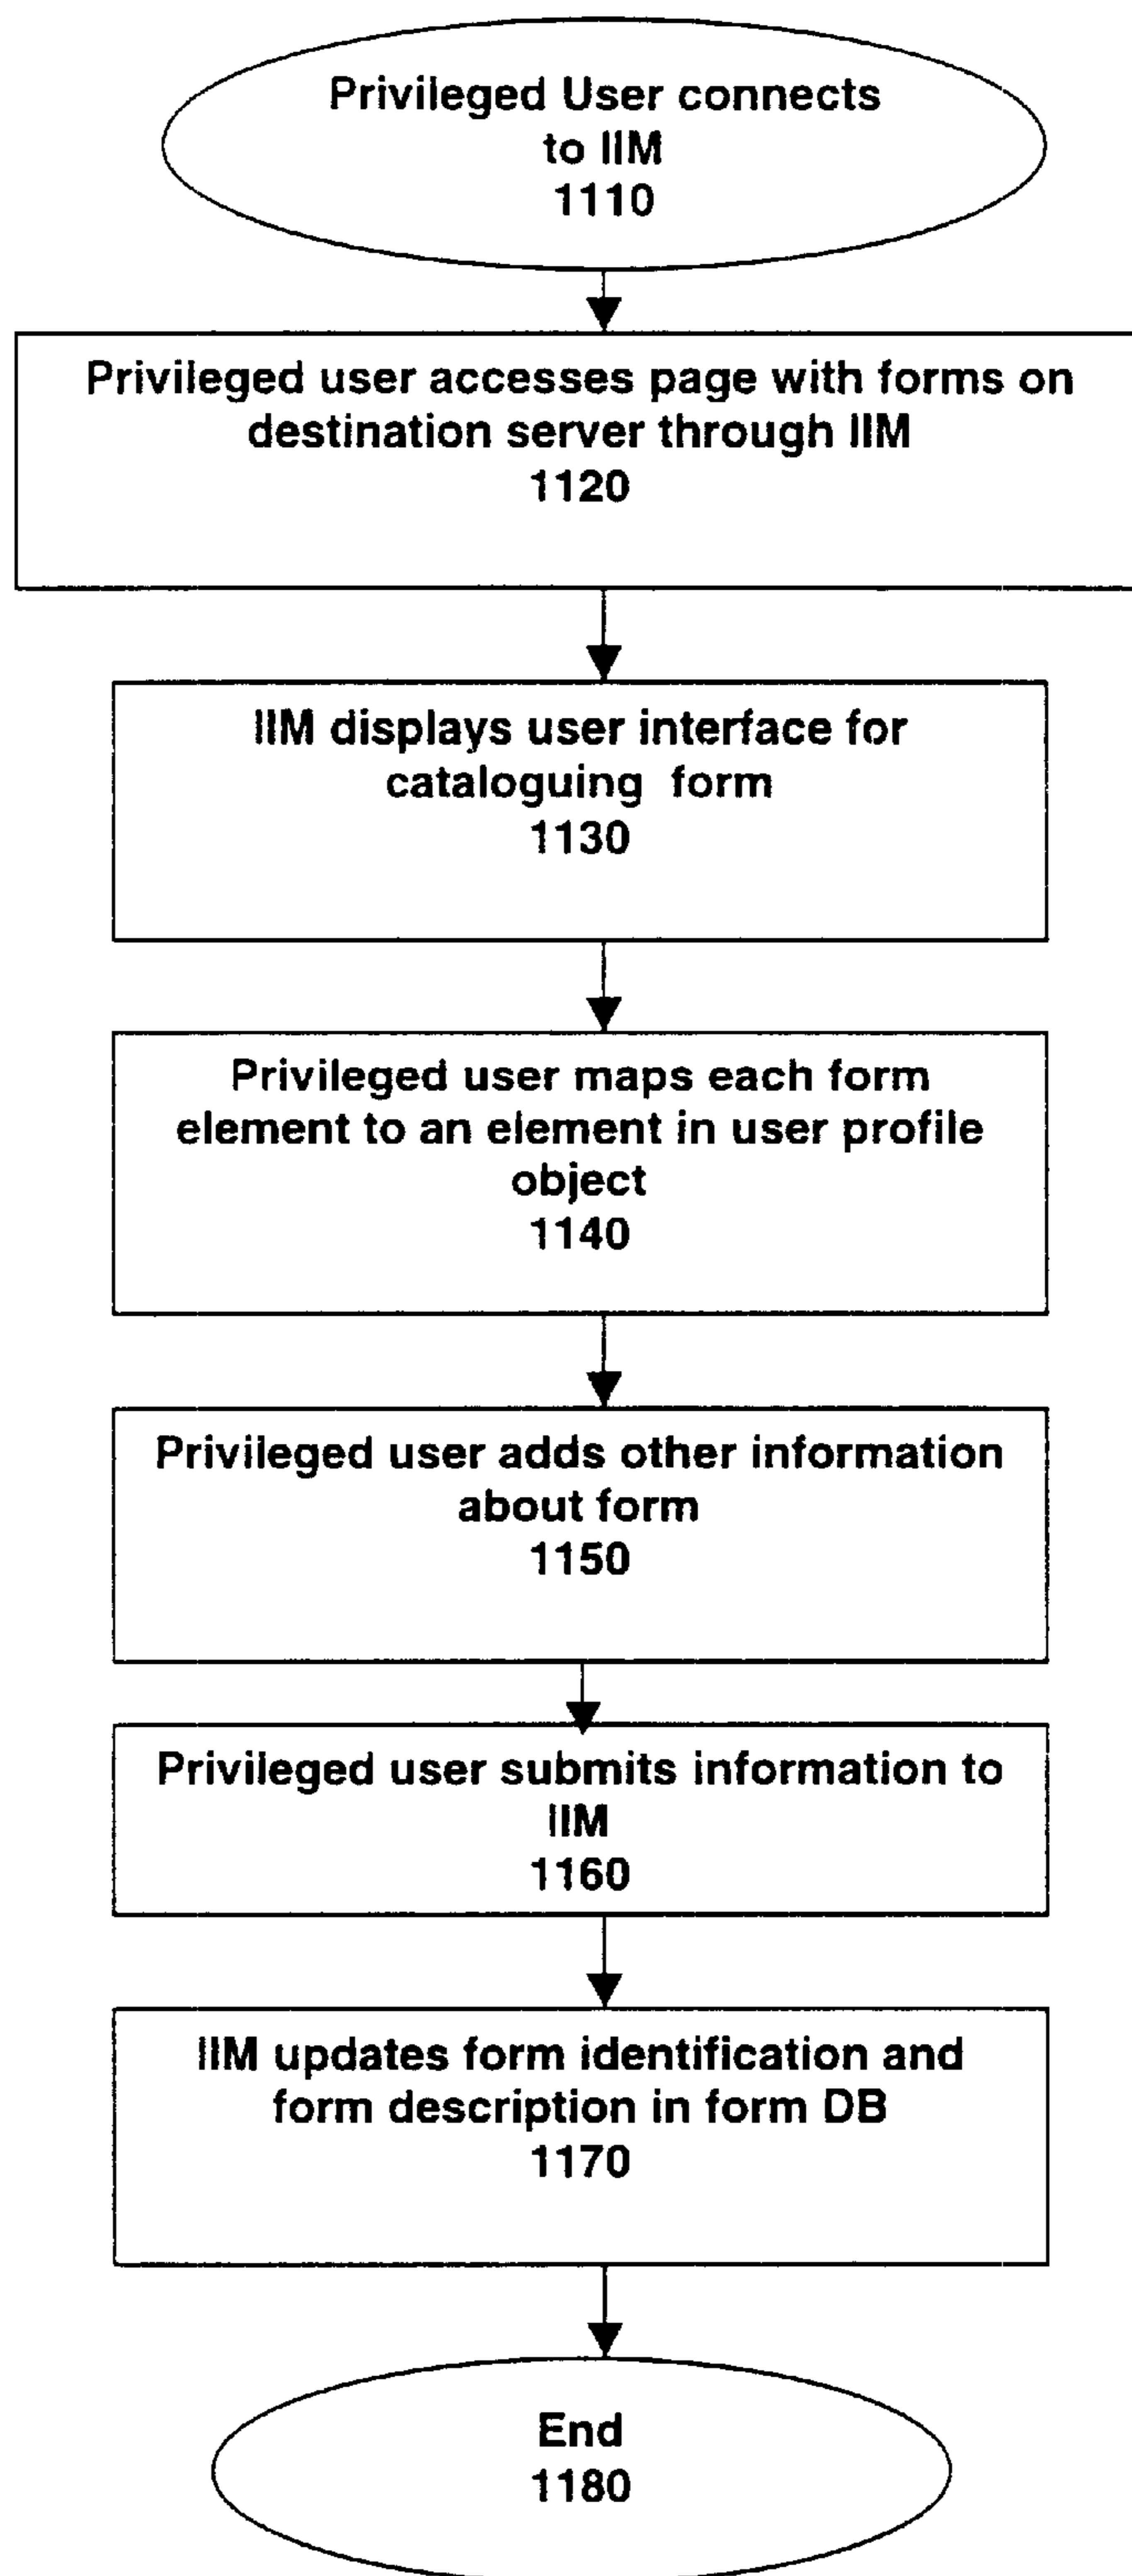 Privileged User connects
to IIM
1110
Privileged user accesses page with forms on
destination server through IIM
1120
IIM displays user interface for
cataloguing form
1130
Privileged user maps each form
element to an element in user profile
object
1140
Privileged user adds other information
about form
1150
Privileged user submits information to
IIM
1160
IIM updates form identification and
form description in form DB
1170
End
1180